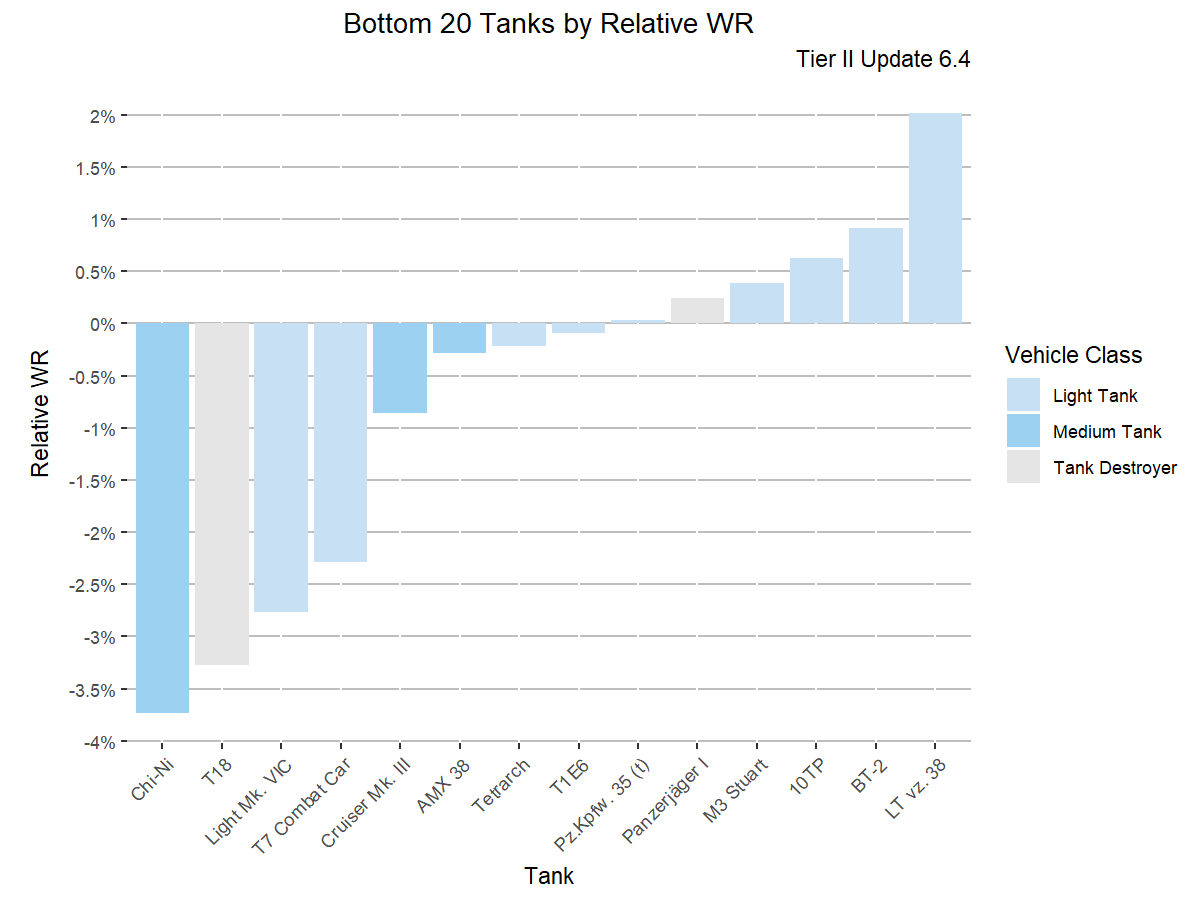 Bottom 20 Tanks by Relative WR
Tier II Update 6.4
2%
1.5%
1%
0.5%
0%
-0.5%
-1%
-1.5%
-2%
-2.5%
-3%
-3.5%
-4%
Relative WR
Chi-Ni
T18
Light Mk. VIC
T7 Combat Car
Cruiser Mk. III
AMX 38
Tetrarch
T1E6
Pz.Kpfw. 35 (t)
Panzerjäger I
M3 Stuart
10TP
BT-2
LT vz. 38
Tank
Vehicle Class
Light Tank
Medium Tank
Tank Destroyer